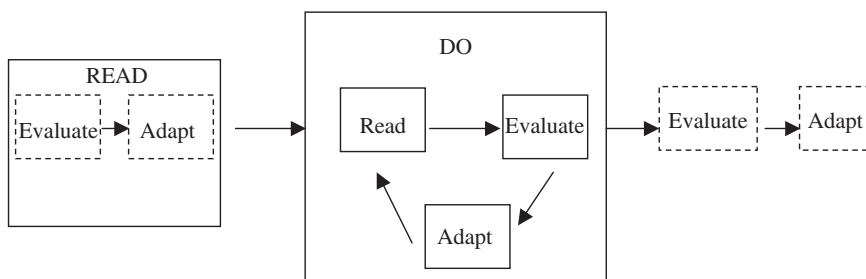 READ
Evaluate
Adapt
DO
Read
Evaluate
Adapt
Evaluate
Adapt